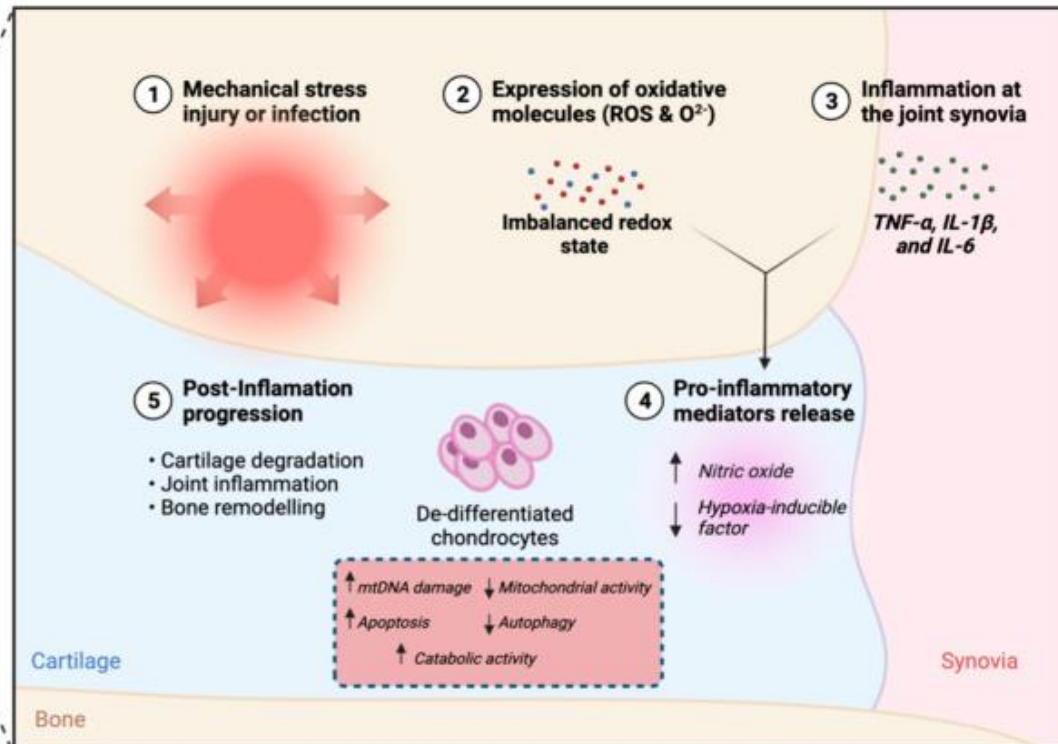 1 Mechanical stress
injury or infection
2 Expression of oxidative
molecules (ROS & O²⁻)
3 Inflammation at
the joint synovia
Imbalanced redox
state
TNF-α, IL-1β,
and IL-6
5 Post-Inflamation
progression
• Cartilage degradation
• Joint inflammation
• Bone remodelling
De-differentiated
chondrocytes
↑ mtDNA damage ↓ Mitochondrial activity
↑ Apoptosis ↓ Autophagy
↑ Catabolic activity
4 Pro-inflammatory
mediators release
↑ Nitric oxide
↓ Hypoxia-inducible
factor
Cartilage
Synovia
Bone